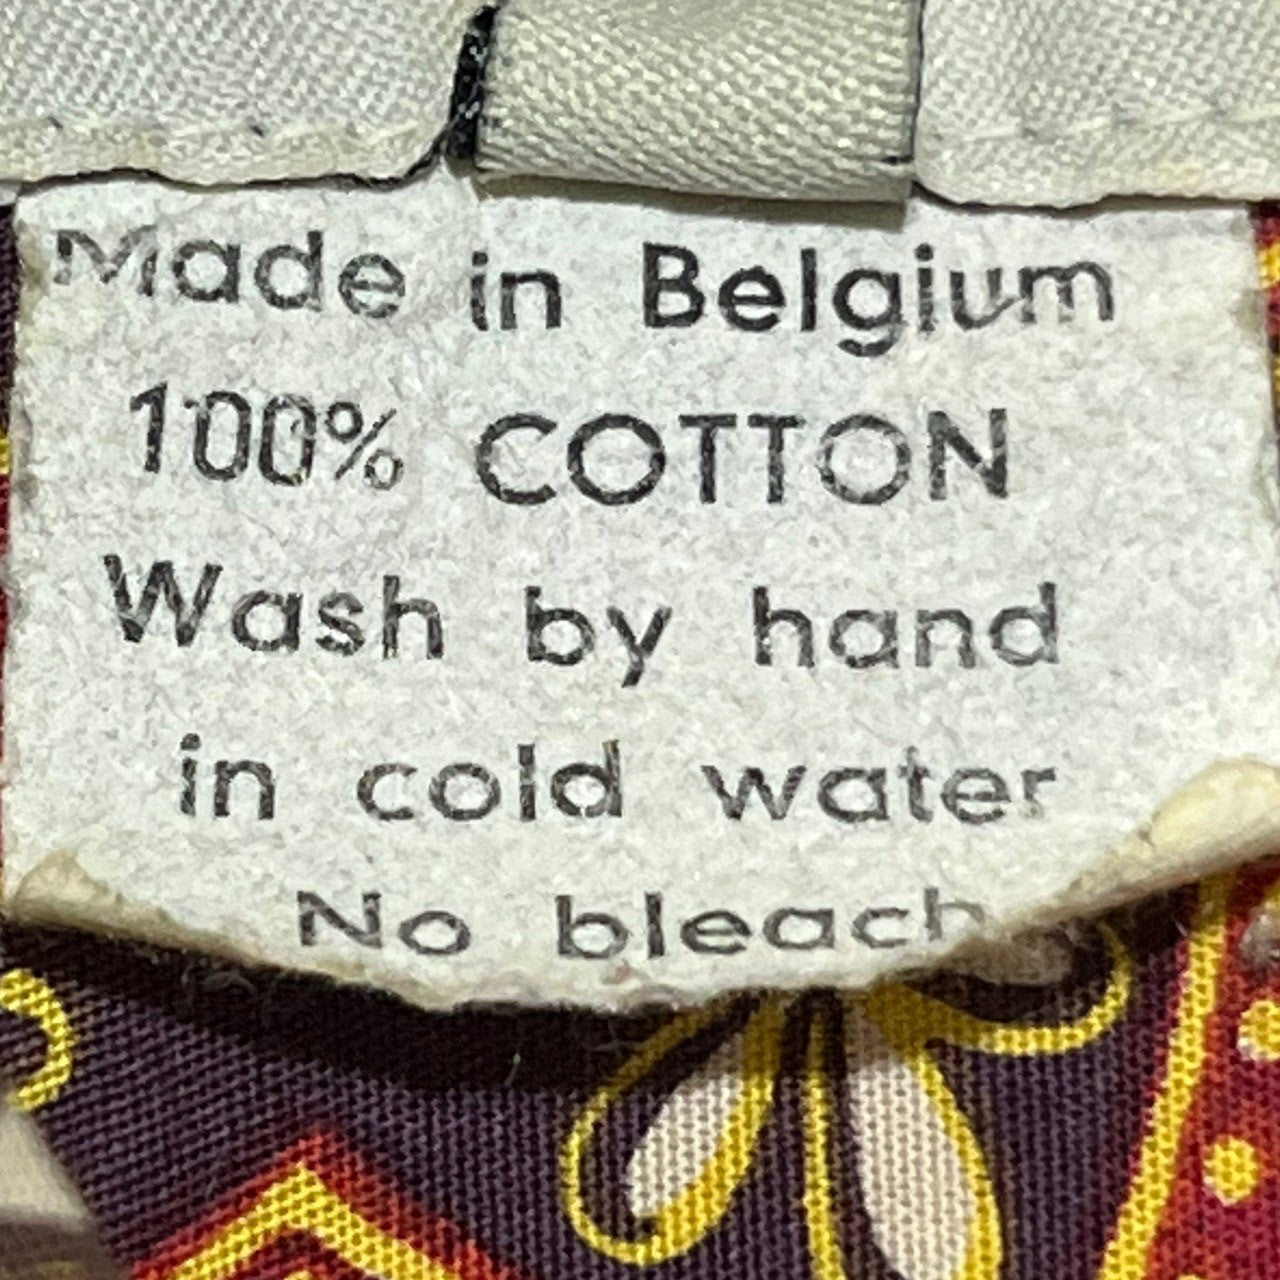 Made in Belgium
100% COTTON
Wash by hand
in cold water
No bleach